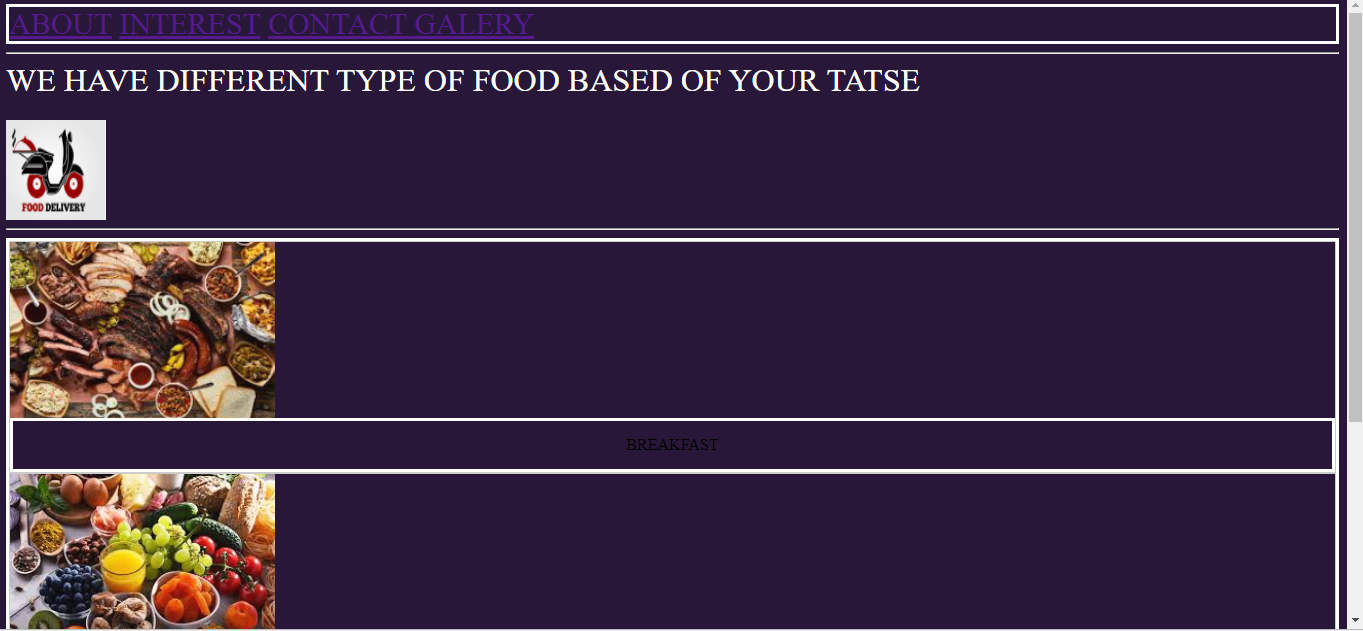 ABOUT INTEREST CONTACT GALERY
WE HAVE DIFFERENT TYPE OF FOOD BASED OF YOUR TATSE
FOOD DELIVERY
BREAKFAST